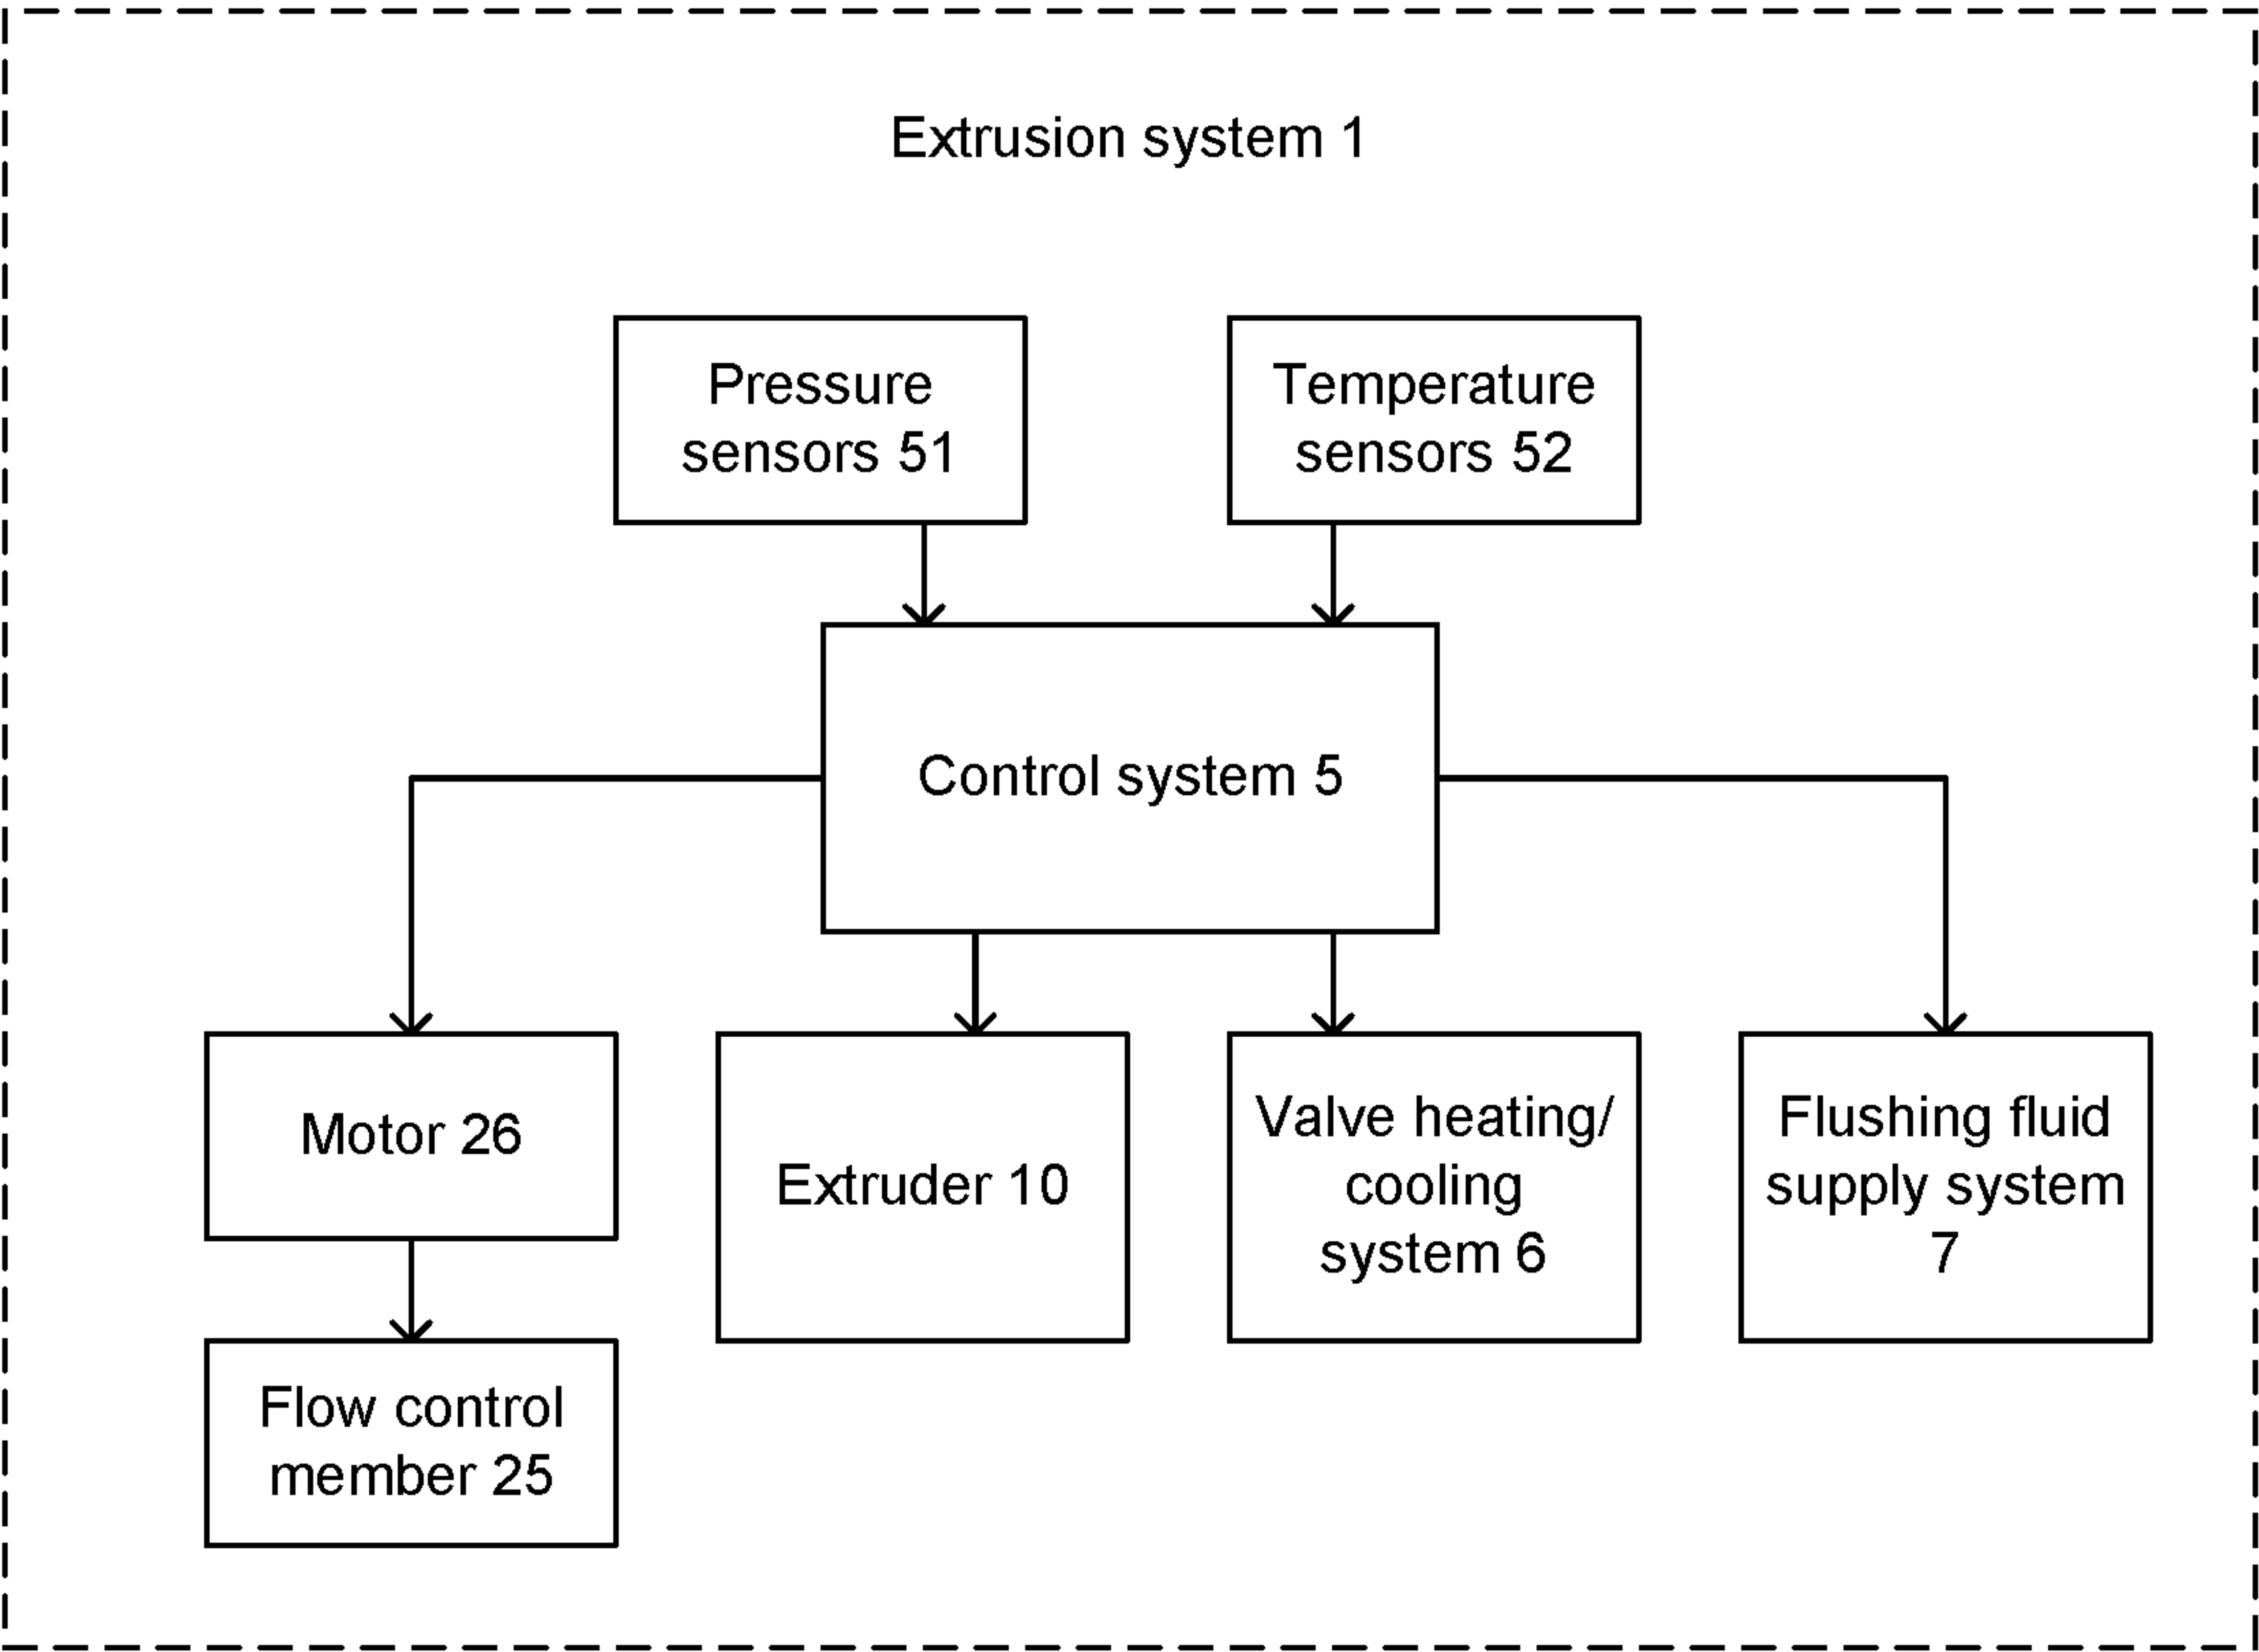 Extrusion system 1
Pressure
sensors 51
Temperature
sensors 52
Control system 5
Motor 26
Extruder 10
Valve heating/
cooling
system 6
Flushing fluid
supply system
7
Flow control
member 25